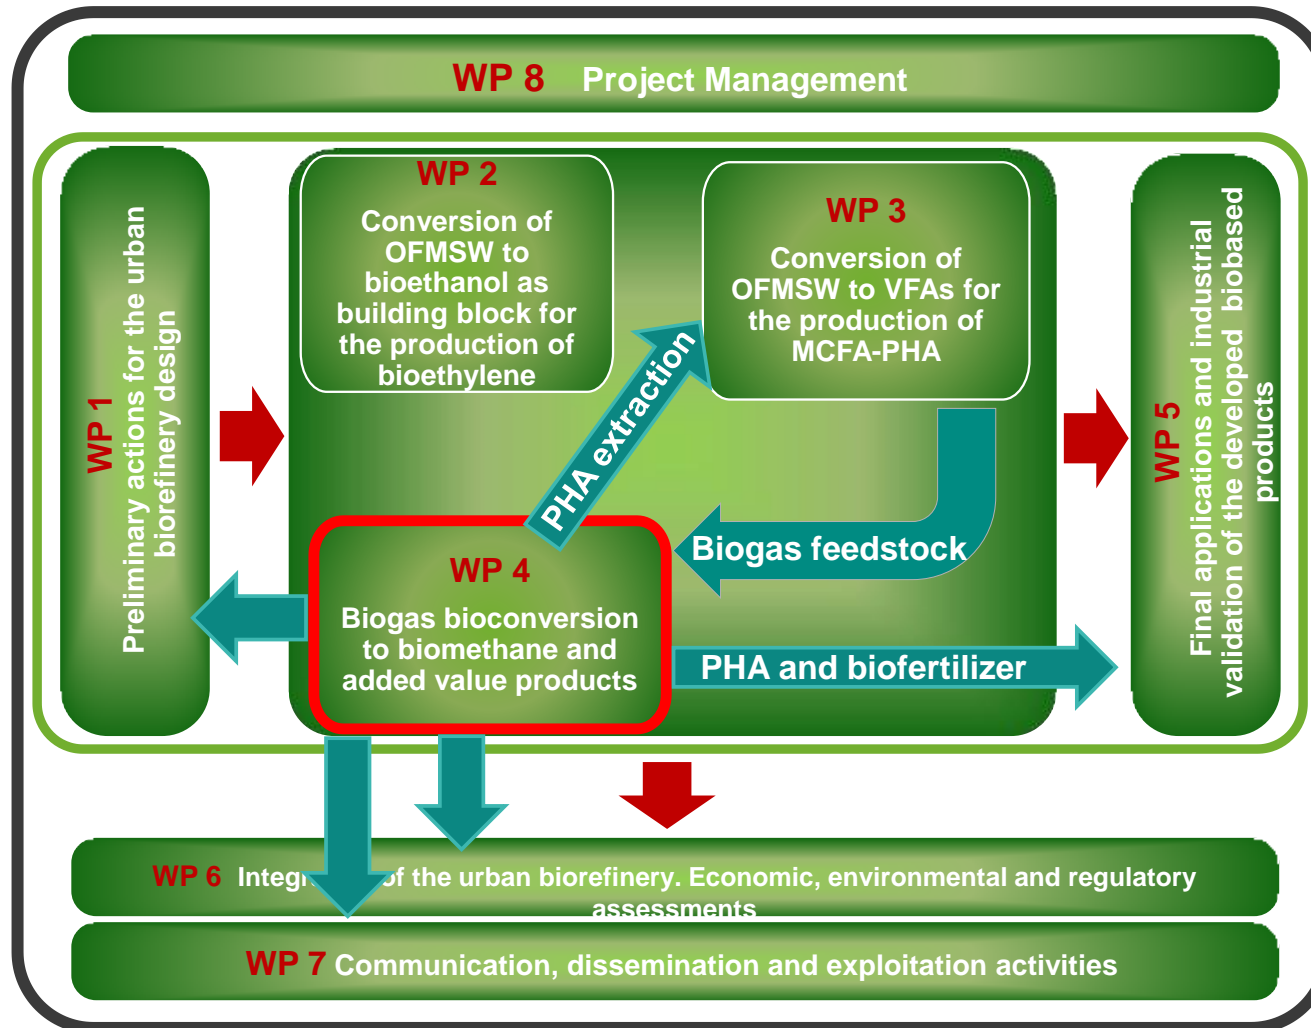 WP 8 Project Management
WP 1
Preliminary actions for the urban
biorefinery design
WP 2
Conversion of
OFMSW to
bioethanol as
building block for
the production of
bioethylene
WP 3
Conversion of
OFMSW to VFAs for
the production of
MCFA-PHA
PHA extraction
Biogas feedstock
WP 4
Biogas bioconversion
to biomethane and
added value products
PHA and biofertilizer
WP 5
Final applications and industrial
validation of the developed biobased
products
WP 6 of the urban biorefinery. Economic, environmental and regulatory
assessments
WP 7 Communication, dissemination and exploitation activities